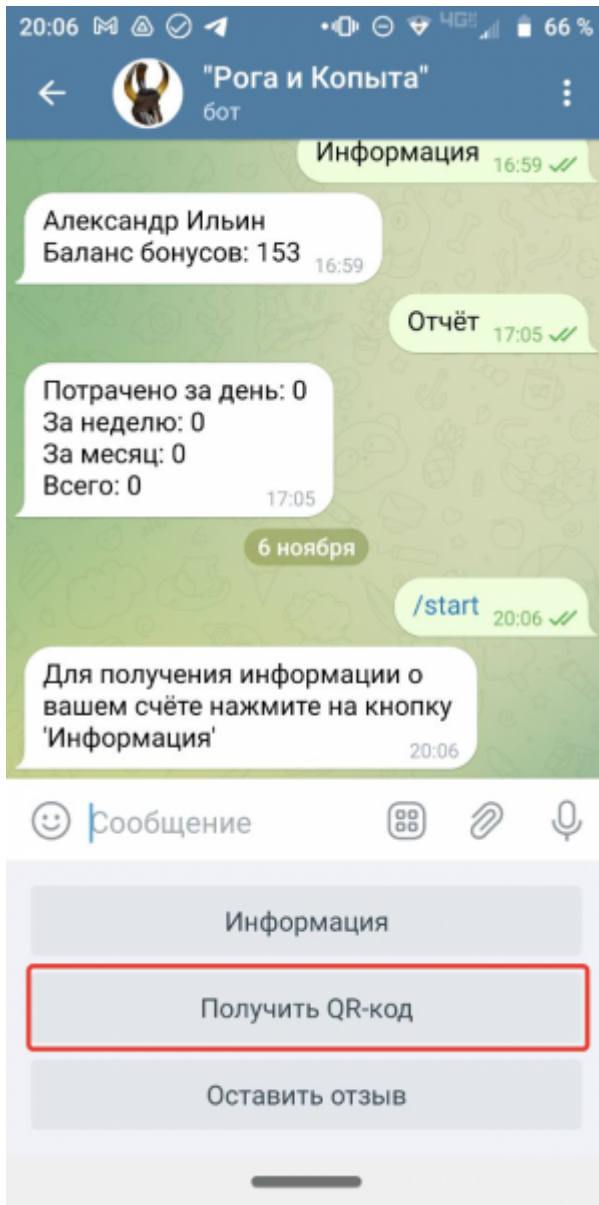 20:06 4G 66 %
"Рога и Копыта"
бот
Информация 16:59
Александр Ильин
Баланс бонусов: 153 16:59
Отчёт 17:05
Потрачено за день: 0
За неделю: 0
За месяц: 0
Всего: 0 17:05
6 ноября
/start 20:06
Для получения информации о
вашем счёте нажмите на кнопку
'Информация' 20:06
Сообщение
Информация
Получить QR-код
Оставить отзыв